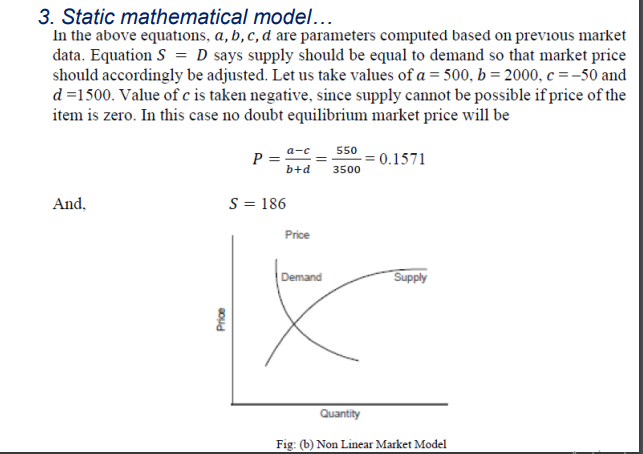 3. Static mathematical model…
In the above equations, a, b, c, d are parameters computed based on previous market
data. Equation S = D says supply should be equal to demand so that market price
should accordingly be adjusted. Let us take values of a = 500, b = 2000, c = −50 and
d =1500. Value of c is taken negative, since supply cannot be possible if price of the
item is zero. In this case no doubt equilibrium market price will be
P = a−c / b+d = 550 / 3500 = 0.1571
And, S = 186
Price
Demand
Supply
Price
Quantity
Fig: (b) Non Linear Market Model